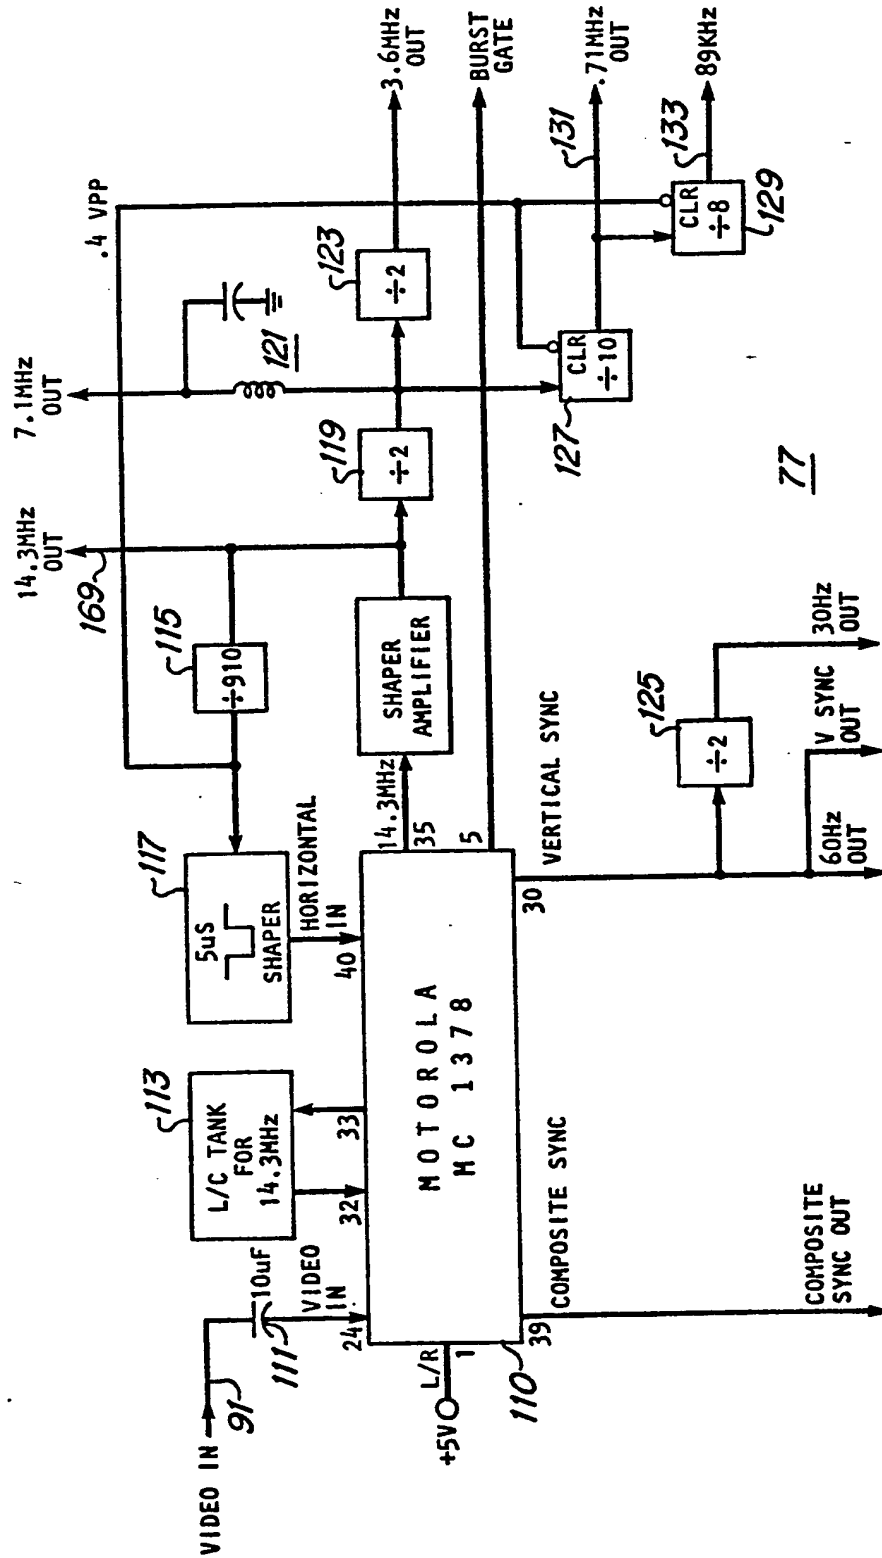 VIDEO IN
91
111
10uF
VIDEO
IN
24
+5V
L/R
1
110
MOTOROLA
MC 1378
113
L/C TANK
FOR
14.3MHz
32
33
117
5uS
SHAPER
HORIZONTAL
IN
40
115
÷910
169
14.3MHz
OUT
7.1MHz
OUT
.4 VPP
14.3MHz
35
SHAPER
AMPLIFIER
119
÷2
121
123
÷2
3.6MHz
OUT
5
BURST
GATE
127
CLR
÷10
131
.71MHz
OUT
129
CLR
÷8
133
89KHz
30
VERTICAL SYNC
125
÷2
30Hz
OUT
V SYNC
OUT
60Hz
OUT
39
COMPOSITE SYNC
COMPOSITE
SYNC OUT
77